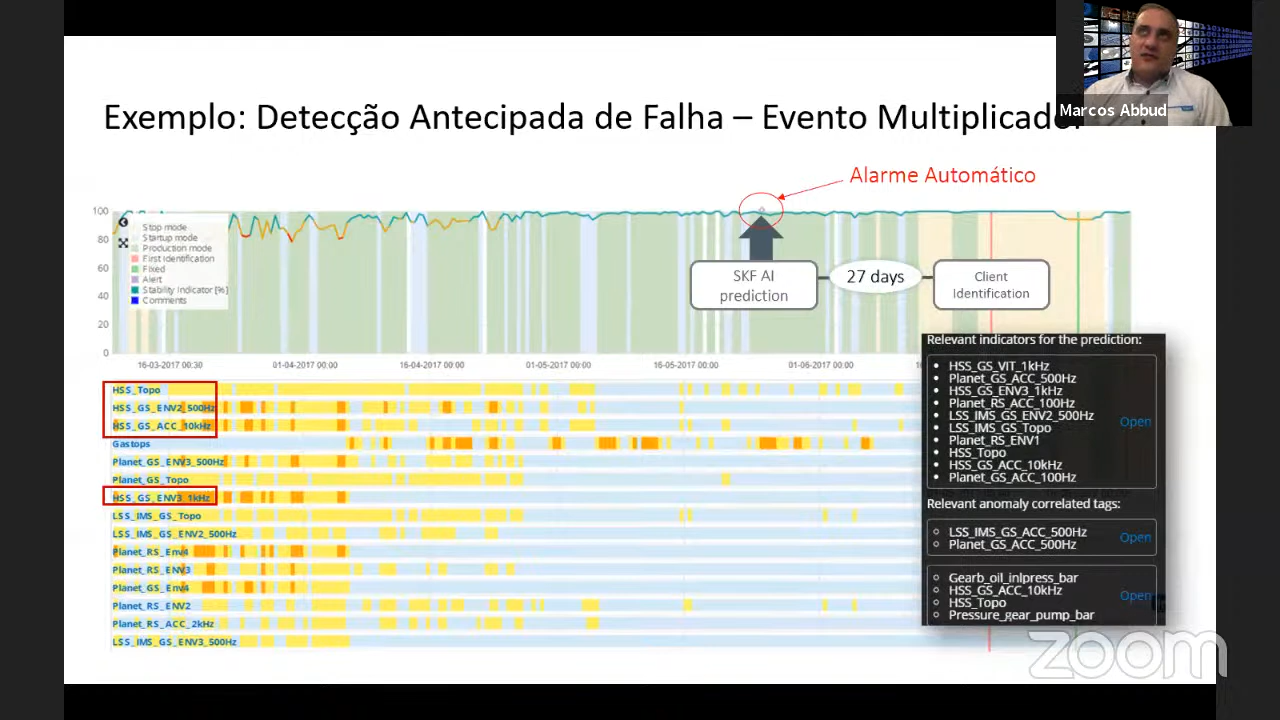 Marcos Abbud
Exemplo: Detecção Antecipada de Falha – Evento Multiplicador
Alarme Automático
100
80
60
40
20
0
Stop mode
Startup mode
Production mode
First Identification
Fixed
Alert
Stability Indicator [%]
Comments
SKF AI
prediction
27 days
Client
Identification
16-03-2017 00:30
01-04-2017 00:00
16-04-2017 00:00
01-05-2017 00:00
16-05-2017 00:00
01-06-2017 00:00
HSS_Topo
HSS_GS_ENV2_500Hz
HSS_GS_ACC_10kHz
Gastops
Planet_GS_ENV3_500Hz
Planet_GS_Topo
HSS_GS_ENV3_1kHz
LSS_IMS_GS_Topo
LSS_IMS_GS_ENV2_500Hz
Planet_RS_Env4
Planet_RS_ENV3
Planet_GS_Env4
Planet_RS_ENV2
Planet_RS_ACC_2kHz
LSS_IMS_GS_ENV3_500Hz
Relevant indicators for the prediction:
HSS_GS_VIT_1kHz
Planet_GS_ACC_500Hz
HSS_GS_ENV3_1kHz
Planet_RS_ACC_100Hz
LSS_IMS_GS_ENV2_500Hz
LSS_IMS_GS_Topo
Planet_RS_ENV1
HSS_Topo
HSS_GS_ACC_10kHz
Planet_GS_ACC_100Hz
Open
Relevant anomaly correlated tags:
LSS_IMS_GS_ACC_500Hz
Planet_GS_ACC_500Hz
Open
Gearb_oil_inlpress_bar
HSS_GS_ACC_10kHz
HSS_Topo
Pressure_gear_pump_bar
Open
zoom